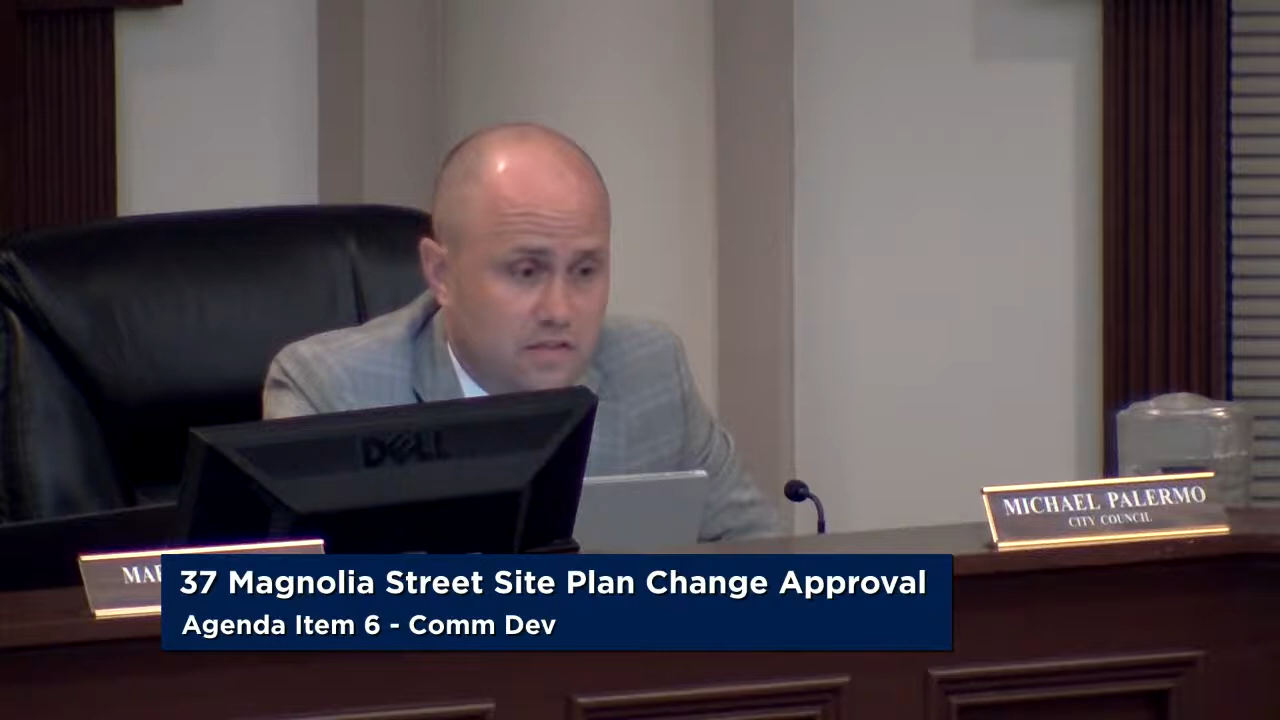 DELL
MICHAEL PALERMO
CITY COUNCIL
37 Magnolia Street Site Plan Change Approval
Agenda Item 6 - Comm Dev